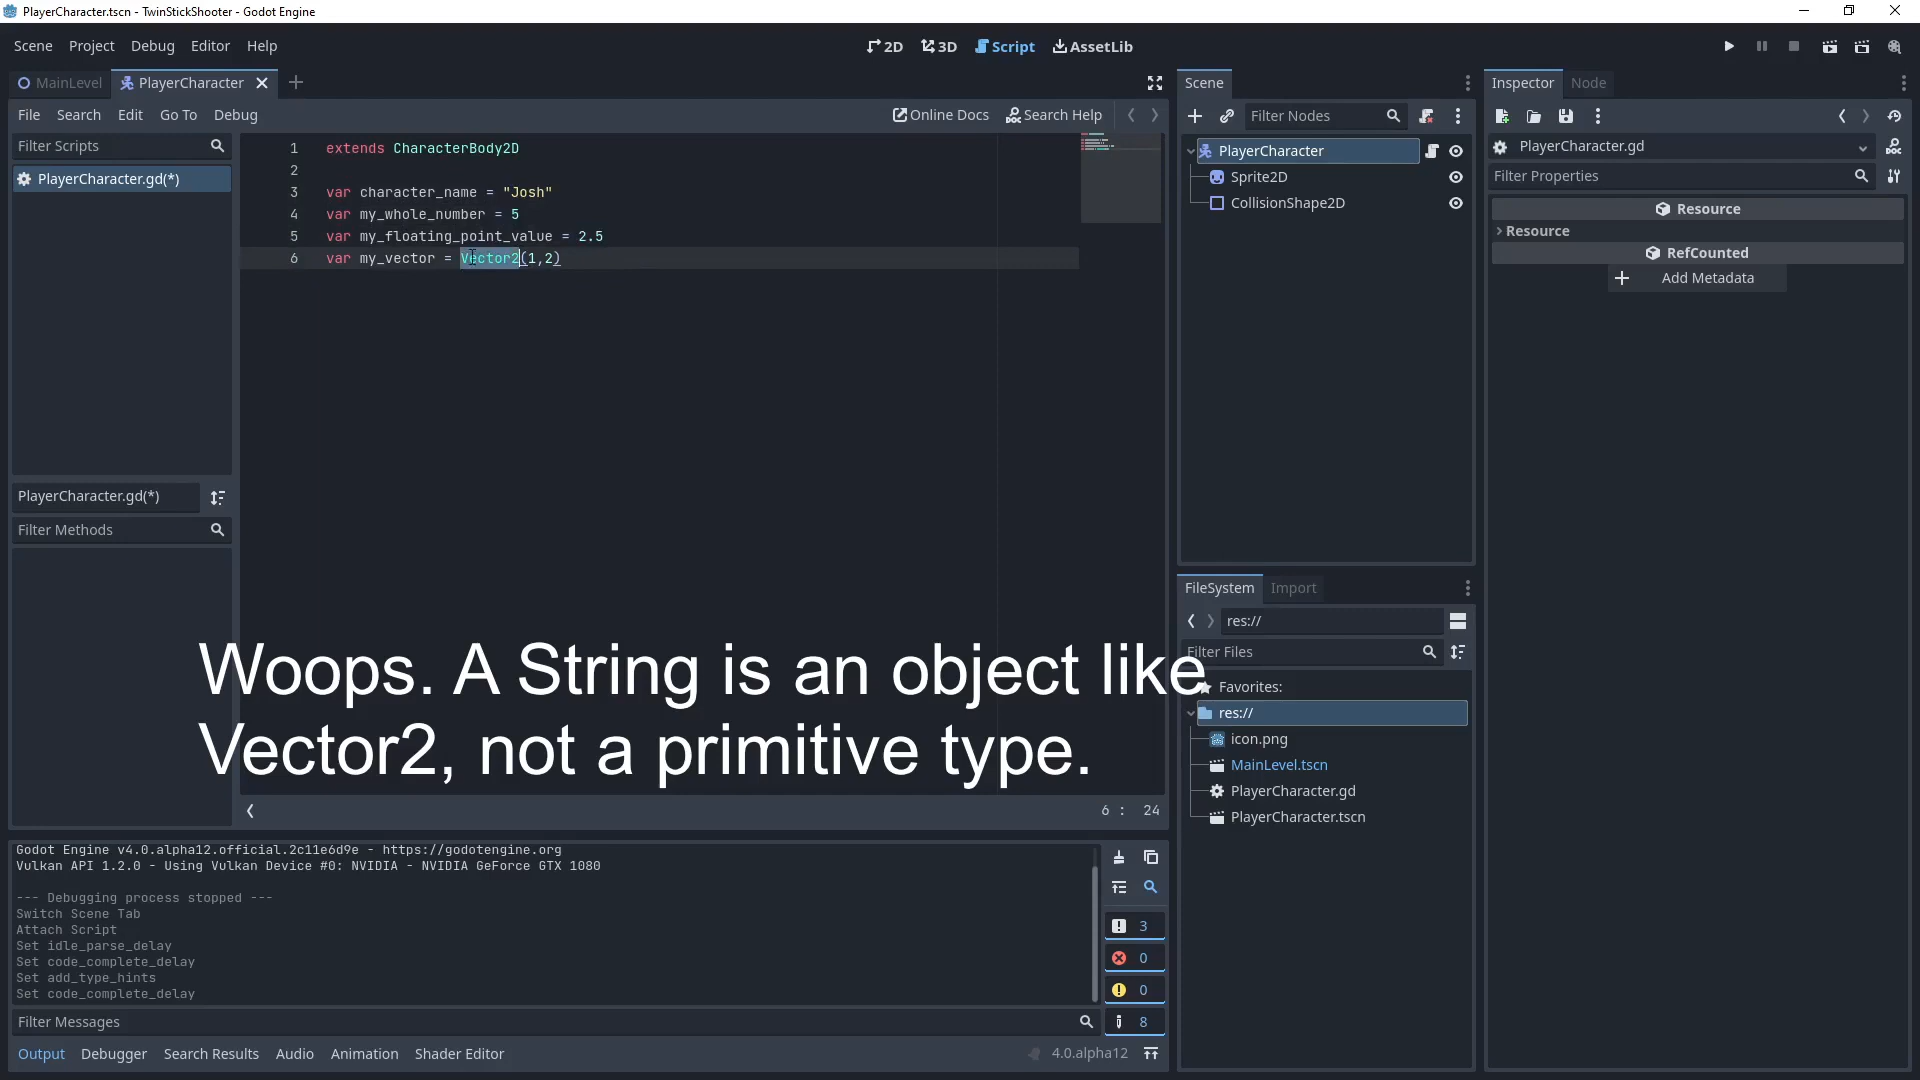 PlayerCharacter.tscn - TwinStickShooter - Godot Engine
Scene Project Debug Editor Help
2D 3D Script AssetLib
MainLevel PlayerCharacter
File Search Edit Go To Debug
Online Docs Search Help
Filter Scripts
PlayerCharacter.gd(*)
1 extends CharacterBody2D
2
3 var character_name = "Josh"
4 var my_whole_number = 5
5 var my_floating_point_value = 2.5
6 var my_vector = Vector2(1,2)
PlayerCharacter.gd(*)
Filter Methods
Woops. A String is an object like
Vector2, not a primitive type.
6 : 24
Godot Engine v4.0.alpha12.official.2c11e6d9e - https://godotengine.org
Vulkan API 1.2.0 - Using Vulkan Device #0: NVIDIA - NVIDIA GeForce GTX 1080
--- Debugging process stopped ---
Switch Scene Tab
Attach Script
Set idle_parse_delay
Set code_complete_delay
Set add_type_hints
Set code_complete_delay
3
0
0
8
Filter Messages
Output Debugger Search Results Audio Animation Shader Editor
4.0.alpha12
Scene
Filter Nodes
PlayerCharacter
Sprite2D
CollisionShape2D
FileSystem Import
res://
Filter Files
Favorites:
res://
icon.png
MainLevel.tscn
PlayerCharacter.gd
PlayerCharacter.tscn
Inspector Node
PlayerCharacter.gd
Filter Properties
Resource
Resource
RefCounted
Add Metadata